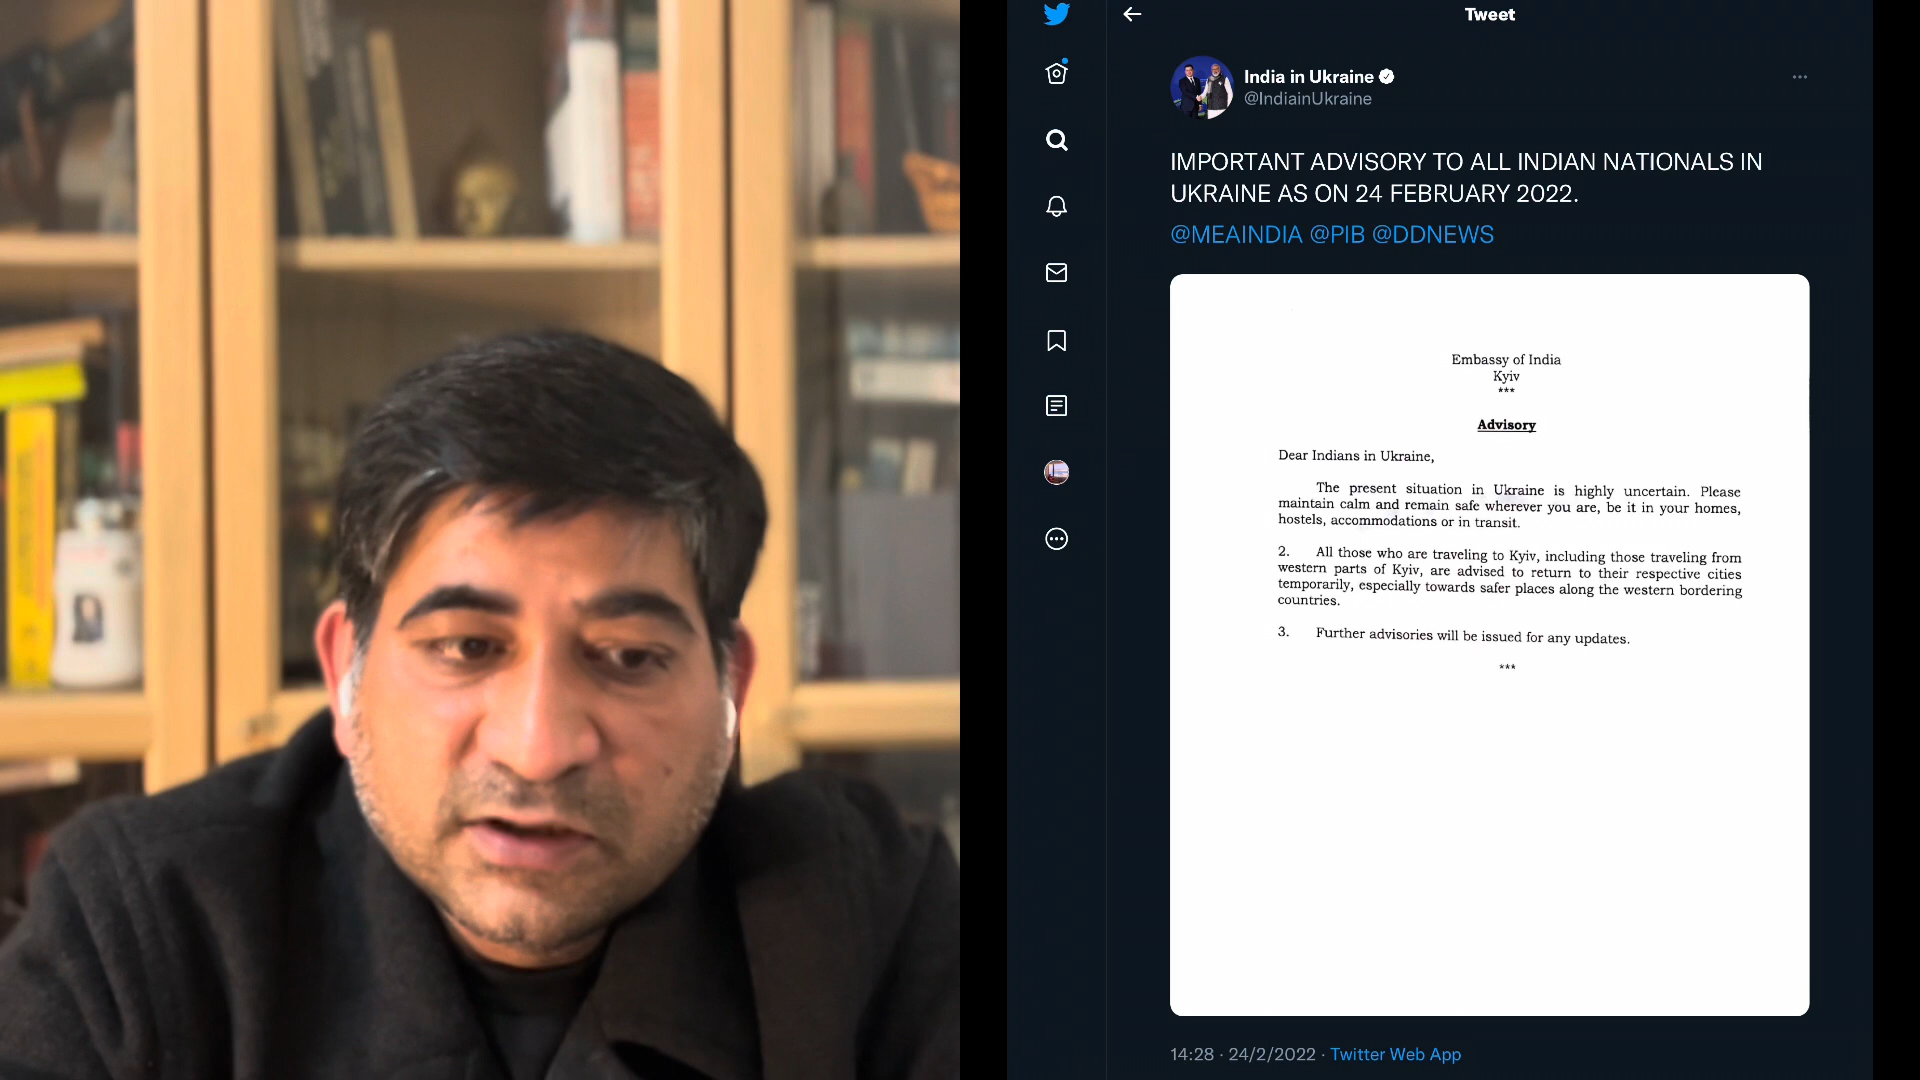 Tweet
India in Ukraine
@IndiainUkraine
IMPORTANT ADVISORY TO ALL INDIAN NATIONALS IN
UKRAINE AS ON 24 FEBRUARY 2022.
@MEAINDIA @PIB @DDNEWS
Embassy of India
Kyiv
***
Advisory
Dear Indians in Ukraine,
The present situation in Ukraine is highly uncertain. Please
maintain calm and remain safe wherever you are, be it in your homes,
hostels, accommodations or in transit.
2. All those who are traveling to Kyiv, including those traveling from
western parts of Kyiv, are advised to return to their respective cities
temporarily, especially towards safer places along the western bordering
countries.
3. Further advisories will be issued for any updates.
***
14:28 · 24/2/2022 · Twitter Web App